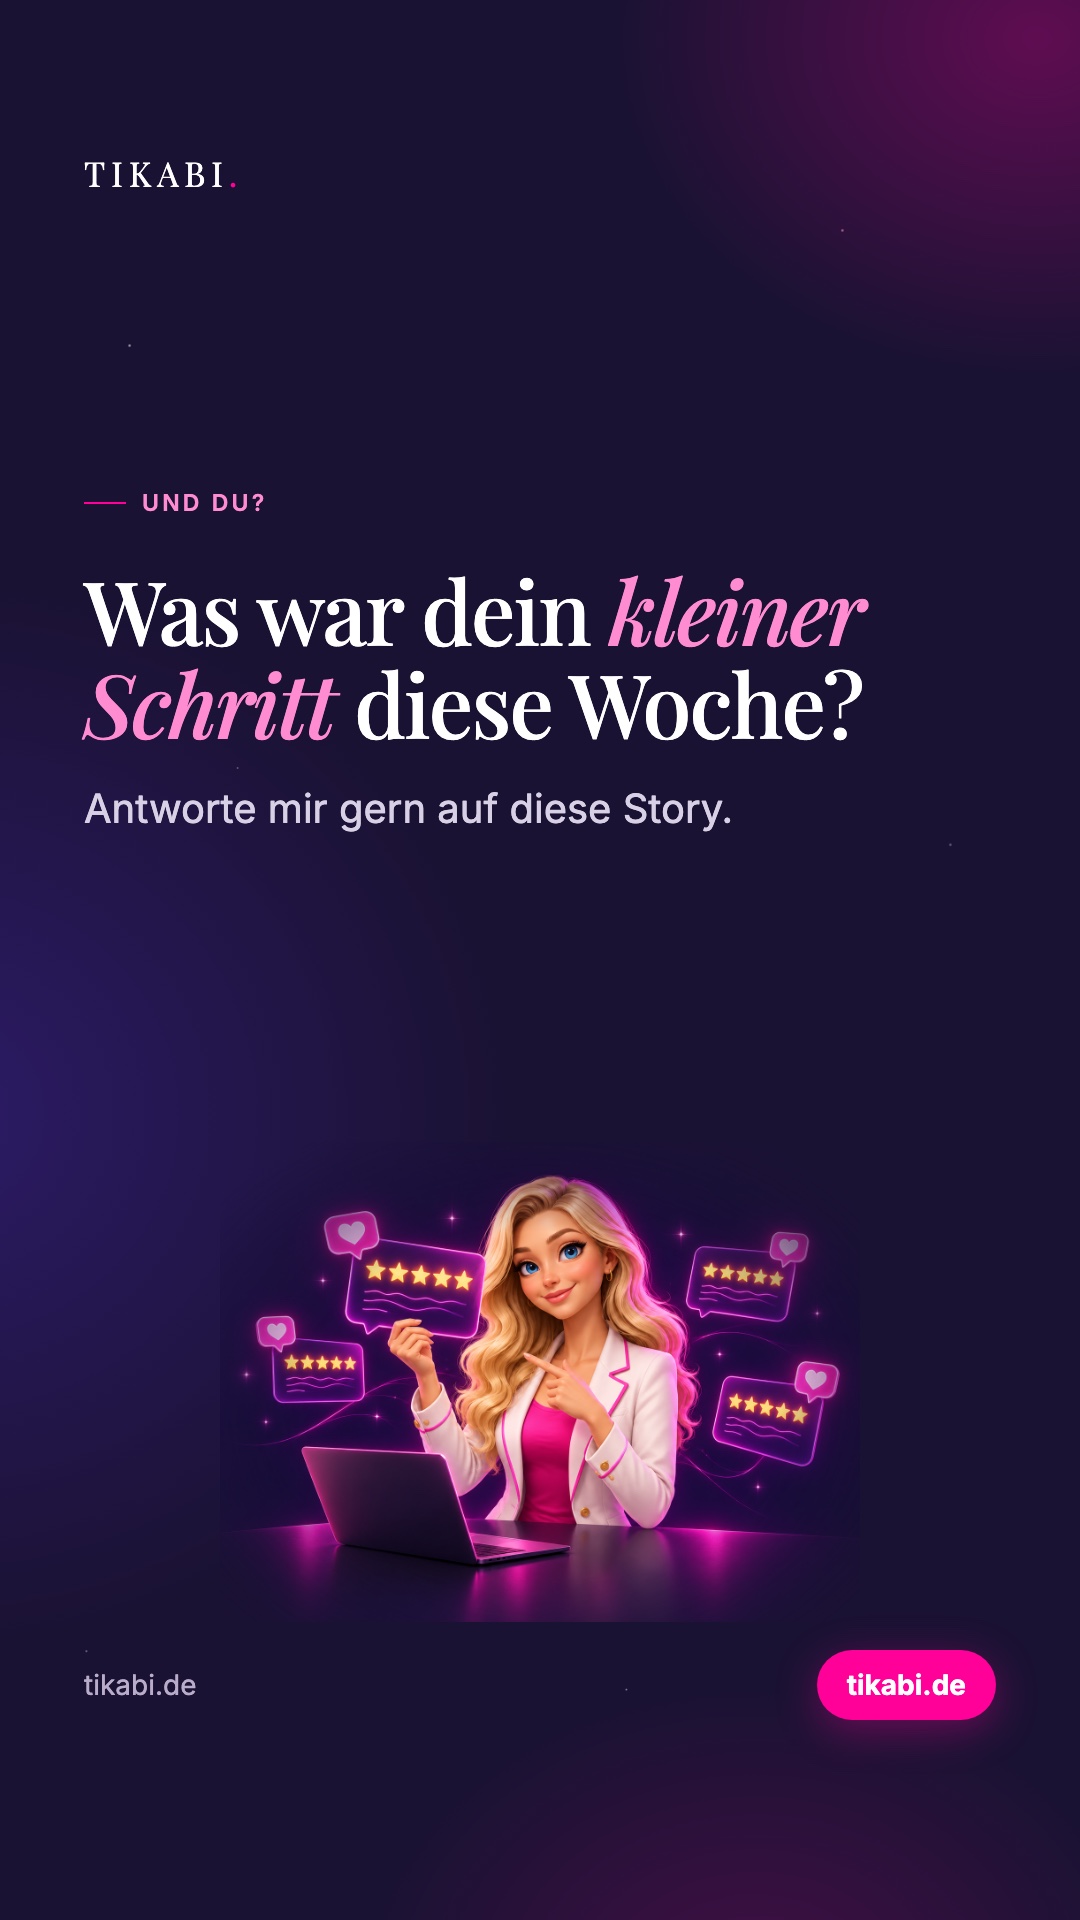 TIKABI.
UND DU?
Was war dein kleiner
Schritt diese Woche?
Antworte mir gern auf diese Story.
tikabi.de
tikabi.de